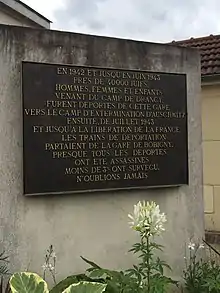 EN 1942 ET JUSQU'EN JUIN 1943
PRÈS DE 40000 JUIFS,
HOMMES, FEMMES ET ENFANTS
VENANT DU CAMP DE DRANCY,
FURENT DÉPORTÉS DE CETTE GARE
VERS LE CAMP D'EXTERMINATION D'AUSCHWITZ
ENSUITE, DE JUILLET 1943
ET JUSQU'À LA LIBÉRATION DE LA FRANCE,
LES TRAINS DE DÉPORTATION
PARTAIENT DE LA GARE DE BOBIGNY.
PRESQUE TOUS LES DÉPORTÉS
ONT ÉTÉ ASSASSINÉS
MOINS DE 3% ONT SURVÉCU.
N'OUBLIONS JAMAIS